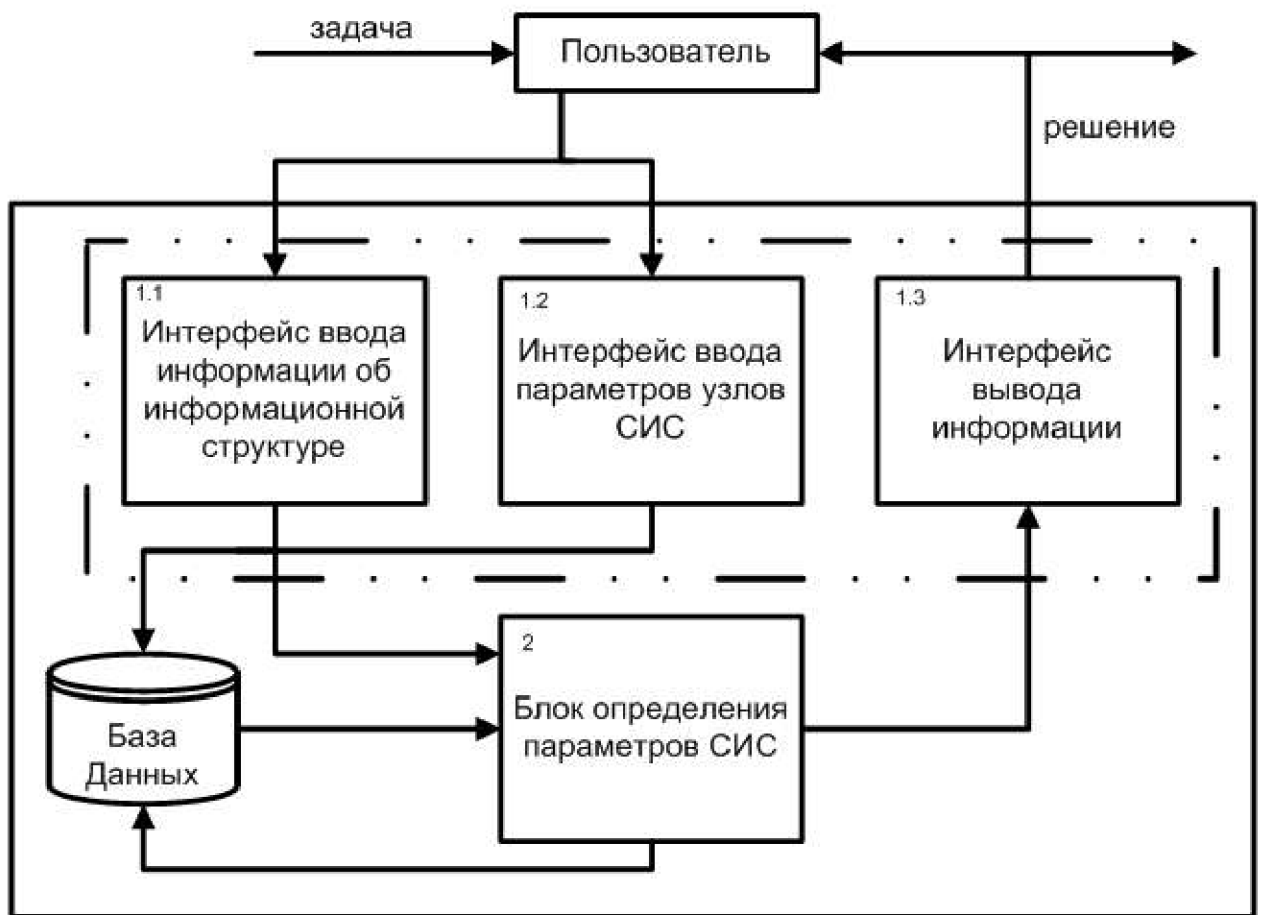 задача
Пользователь
решение
1.1
Интерфейс ввода
информации об
информационной
структуре
1.2
Интерфейс ввода
параметров узлов
СИС
1.3
Интерфейс
вывода
информации
2
Блок определения
параметров СИС
База
Данных